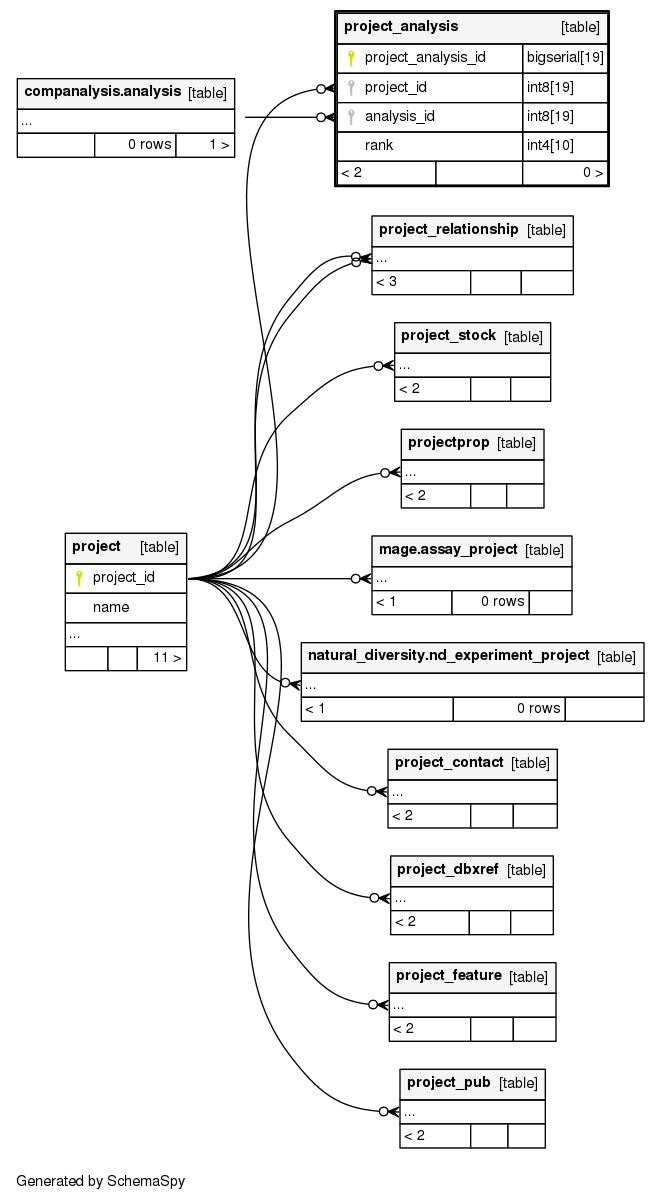 project_analysis [table]
project_analysis_id bigserial[19]
project_id int8[19]
analysis_id int8[19]
rank int4[10]
< 2 0 >
companalysis.analysis [table]
...
0 rows 1 >
project_relationship [table]
...
< 3
project_stock [table]
...
< 2
projectprop [table]
...
< 2
project [table]
project_id
name
...
11 >
mage.assay_project [table]
...
< 1 0 rows
natural_diversity.nd_experiment_project [table]
...
< 1 0 rows
project_contact [table]
...
< 2
project_dbxref [table]
...
< 2
project_feature [table]
...
< 2
project_pub [table]
...
< 2
Generated by SchemaSpy